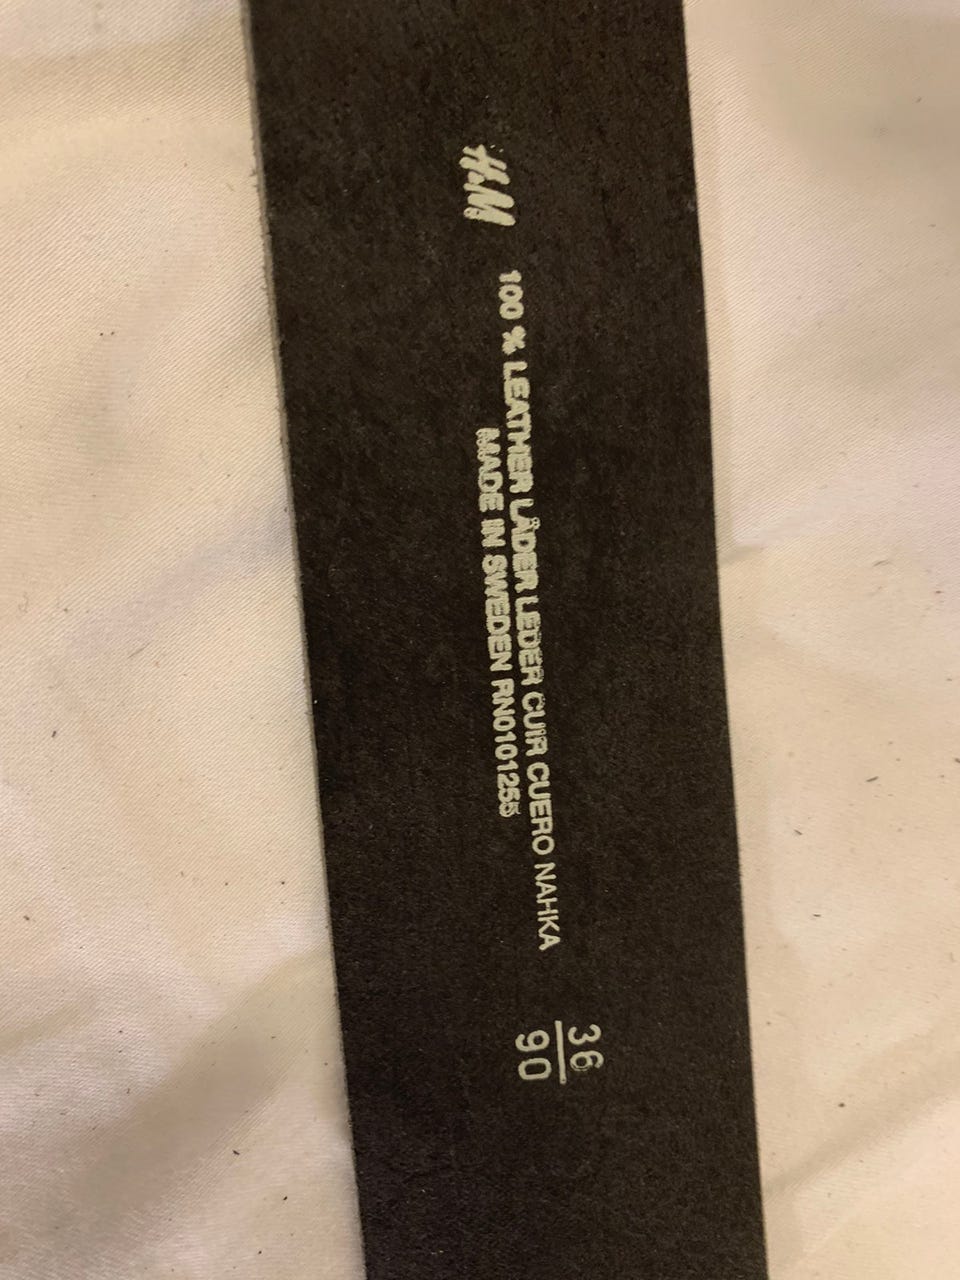 H&M
100 % LEATHER LÄDER LEDER CUIR CUERO NAHKA
MADE IN SWEDEN RN0101255
36
90